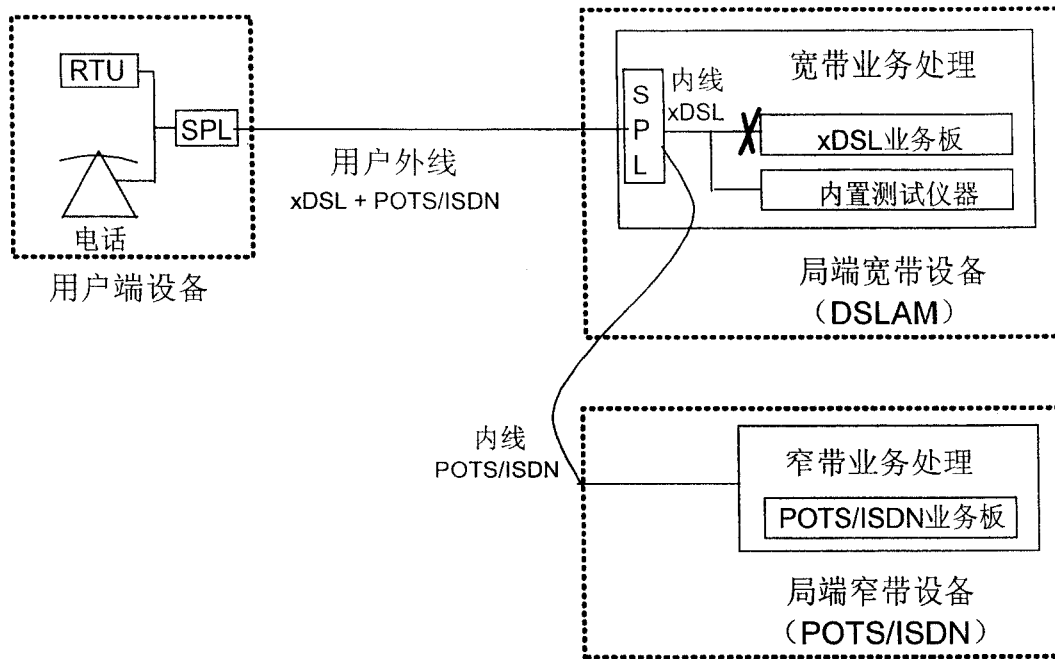 RTU
SPL
电话
用户端设备
用户外线
xDSL + POTS/ISDN
宽带业务处理
S
P
L
内线
xDSL
xDSL业务板
内置测试仪器
局端宽带设备
（DSLAM）
内线
POTS/ISDN
窄带业务处理
POTS/ISDN业务板
局端窄带设备
（POTS/ISDN）